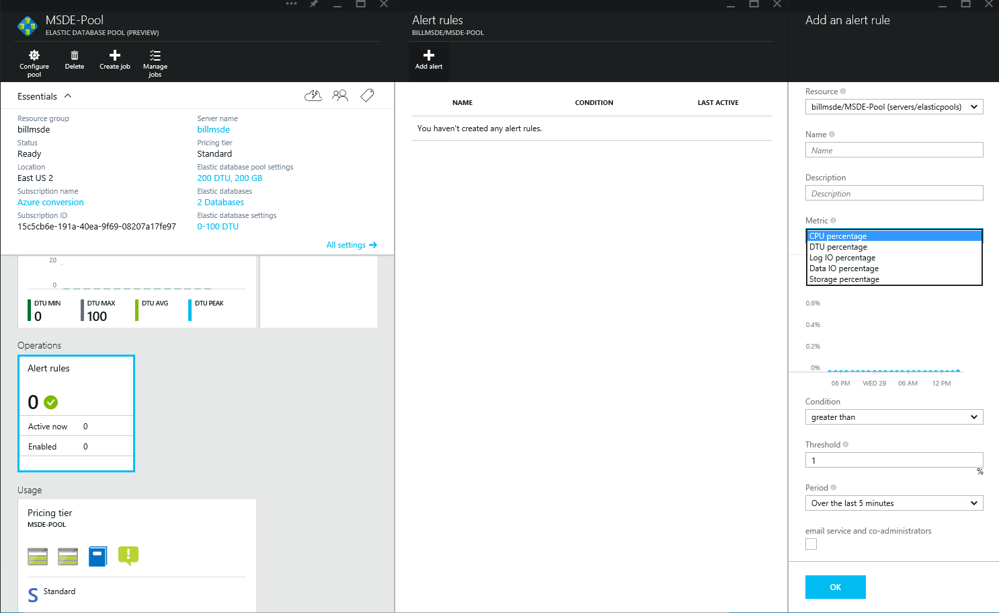 MSDE-Pool
ELASTIC DATABASE POOL (PREVIEW)
Configure pool
Delete
Create job
Manage jobs
Essentials
Resource group
billmsde
Status
Ready
Location
East US 2
Subscription name
Azure conversion
Subscription ID
15c5cb6e-191a-40ea-9f69-08207a17fe97
Server name
billmsde
Pricing tier
Standard
Elastic database pool settings
200 DTU, 200 GB
Elastic databases
2 Databases
Elastic database settings
0-100 DTU
All settings
20
0
DTU MIN
0
DTU MAX
100
DTU AVG
DTU PEAK
Operations
Alert rules
0
Active now 0
Enabled 0
Usage
Pricing tier
MSDE-POOL
S Standard
Alert rules
BILLMSDE/MSDE-POOL
Add alert
NAME CONDITION LAST ACTIVE
You haven't created any alert rules.
Add an alert rule
Resource
billmsde/MSDE-Pool (servers/elasticpools)
Name
Name
Description
Description
Metric
CPU percentage
DTU percentage
Log IO percentage
Data IO percentage
Storage percentage
0.6%
0.4%
0.2%
0%
06 PM WED 29 06 AM 12 PM
Condition
greater than
Threshold
1
%
Period
Over the last 5 minutes
email service and co-administrators
OK